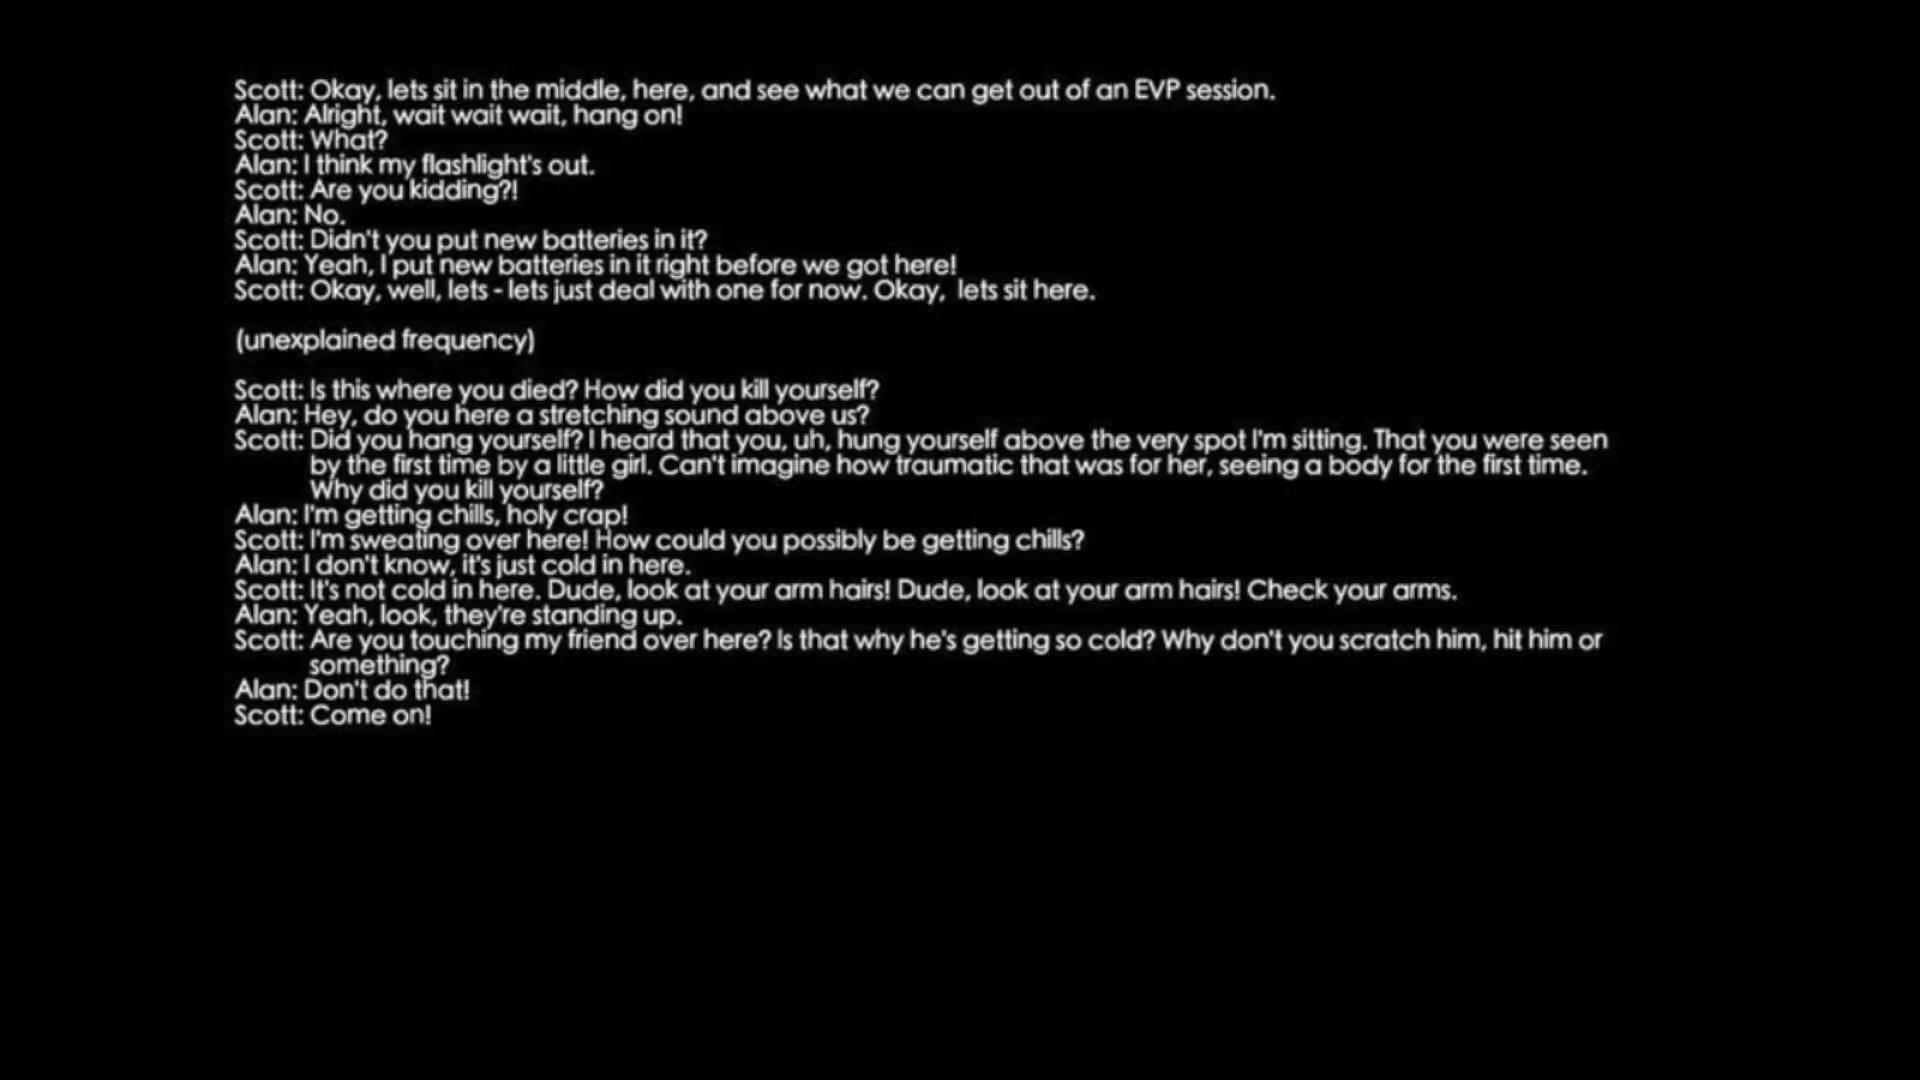 Scott: Okay, lets sit in the middle, here, and see what we can get out of an EVP session.
Alan: Alright, wait wait wait, hang on!
Scott: What?
Alan: I think my flashlight's out.
Scott: Are you kidding?!
Alan: No.
Scott: Didn't you put new batteries in it?
Alan: Yeah, I put new batteries in it right before we got here!
Scott: Okay, well, lets - lets just deal with one for now. Okay, lets sit here.
(unexplained frequency)
Scott: Is this where you died? How did you kill yourself?
Alan: Hey, do you here a stretching sound above us?
Scott: Did you hang yourself? I heard that you, uh, hung yourself above the very spot I'm sitting. That you were seen
by the first time by a little girl. Can't imagine how traumatic that was for her, seeing a body for the first time.
Why did you kill yourself?
Alan: I'm getting chills, holy crap!
Scott: I'm sweating over here! How could you possibly be getting chills?
Alan: I don't know, it's just cold in here.
Scott: It's not cold in here. Dude, look at your arm hairs! Dude, look at your arm hairs! Check your arms.
Alan: Yeah, look, they're standing up.
Scott: Are you touching my friend over here? Is that why he's getting so cold? Why don't you scratch him, hit him or
something?
Alan: Don't do that!
Scott: Come on!